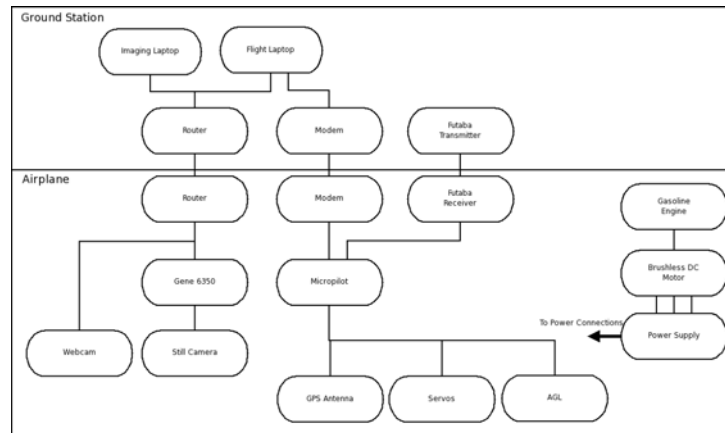 Ground Station
Imaging Laptop
Flight Laptop
Router
Modem
Futaba
Transmitter
Airplane
Router
Modem
Futaba
Receiver
Gasoline
Engine
Gene 6350
Micropilot
Brushless DC
Motor
To Power Connections
Power Supply
Webcam
Still Camera
GPS Antenna
Servos
AGL